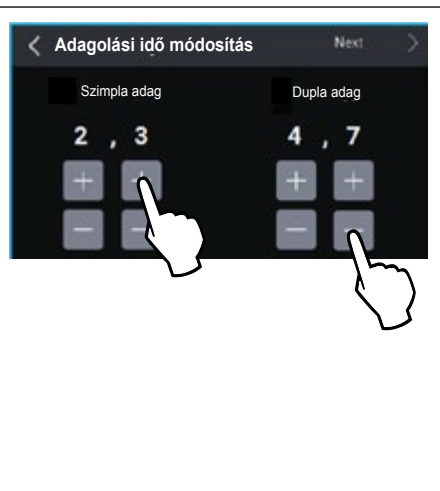 Adagolási idő módosítás Next
Szimpla adag Dupla adag
2 , 3 4 , 7
+ + + +
− − − −